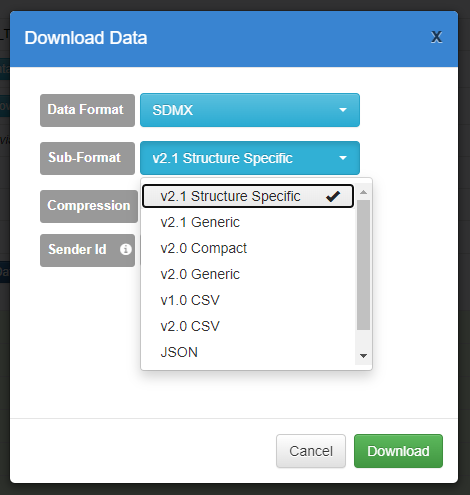 Download Data
X
Data Format
SDMX
Sub-Format
v2.1 Structure Specific
Compression
v2.1 Structure Specific
v2.1 Generic
v2.0 Compact
v2.0 Generic
v1.0 CSV
v2.0 CSV
JSON
Sender Id
Cancel
Download